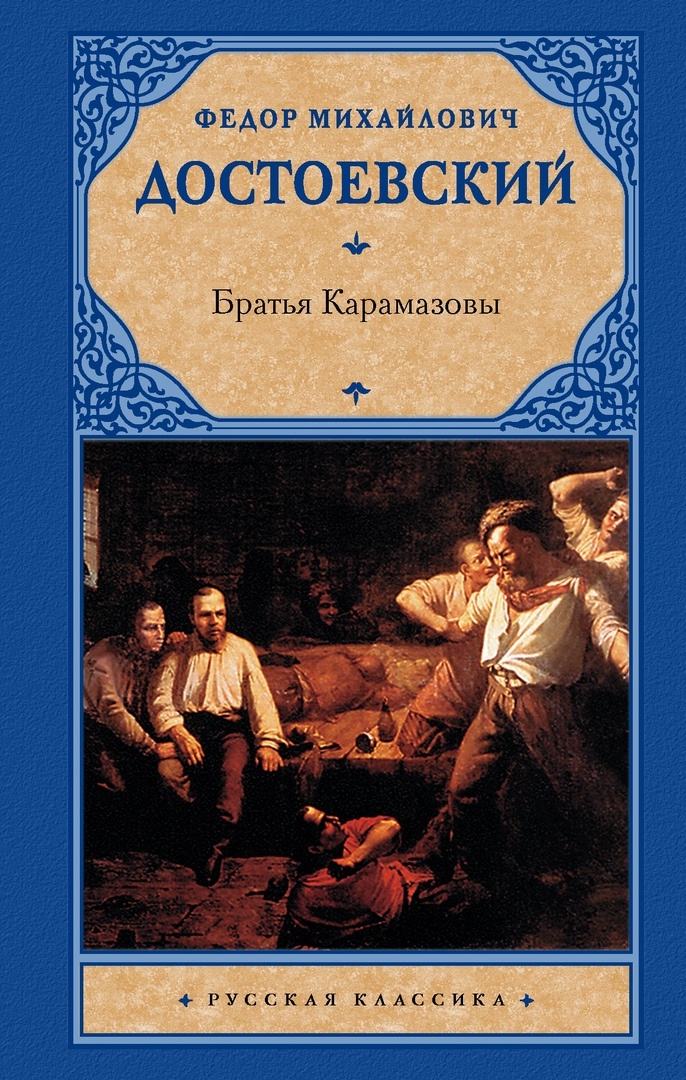 ФЕДОР МИХАЙЛОВИЧ
ДОСТОЕВСКИЙ
Братья Карамазовы
РУССКАЯ КЛАССИКА